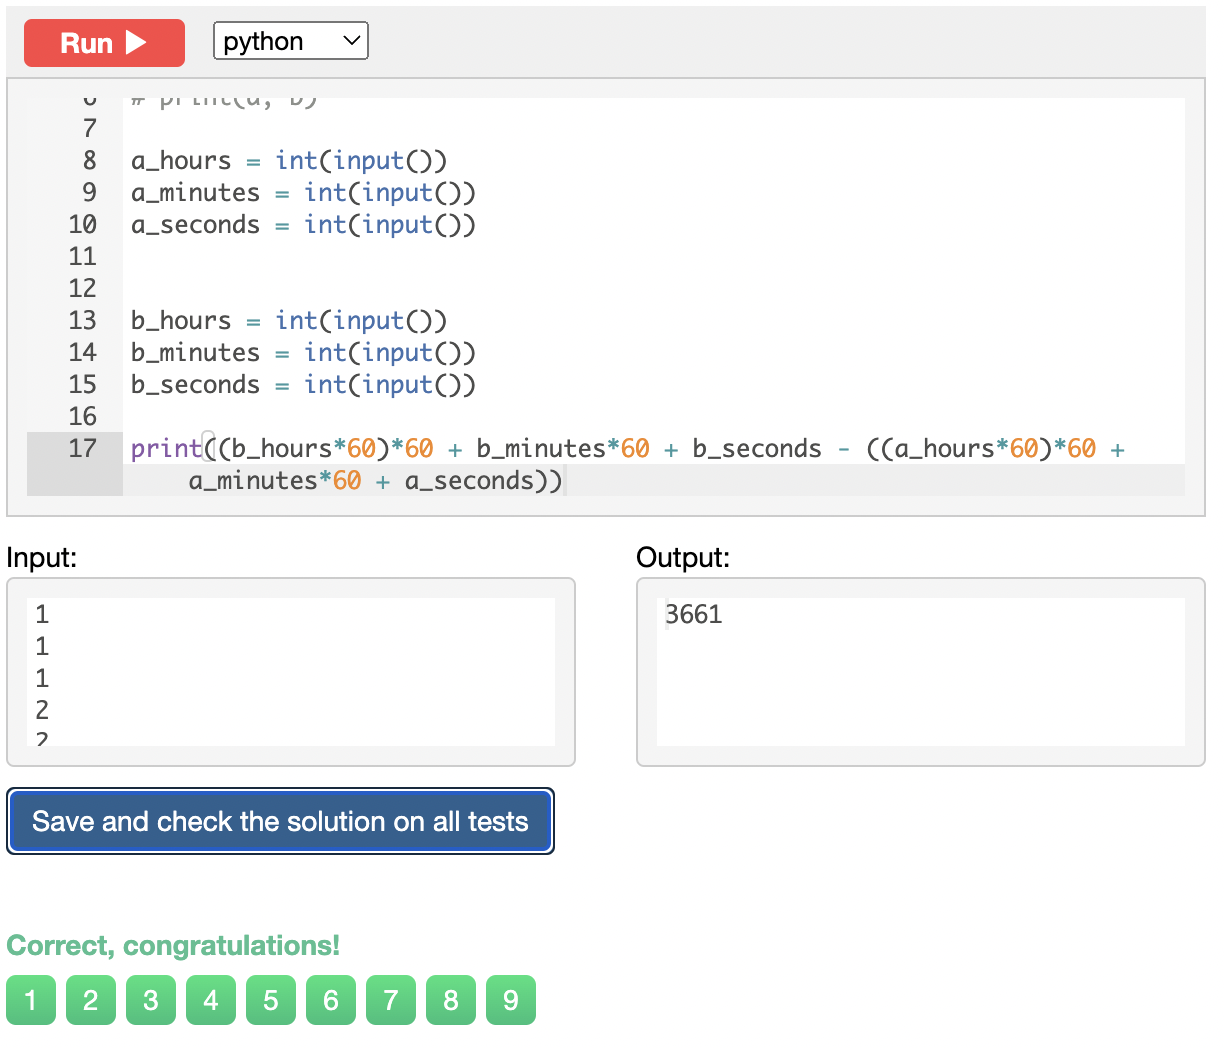 Run
python
6 # print(a, b)
7
8 a_hours = int(input())
9 a_minutes = int(input())
10 a_seconds = int(input())
11
12
13 b_hours = int(input())
14 b_minutes = int(input())
15 b_seconds = int(input())
16
17 print((b_hours*60)*60 + b_minutes*60 + b_seconds - ((a_hours*60)*60 +
a_minutes*60 + a_seconds))
Input:
1
1
1
2
2
Output:
3661
Save and check the solution on all tests
Correct, congratulations!
1 2 3 4 5 6 7 8 9